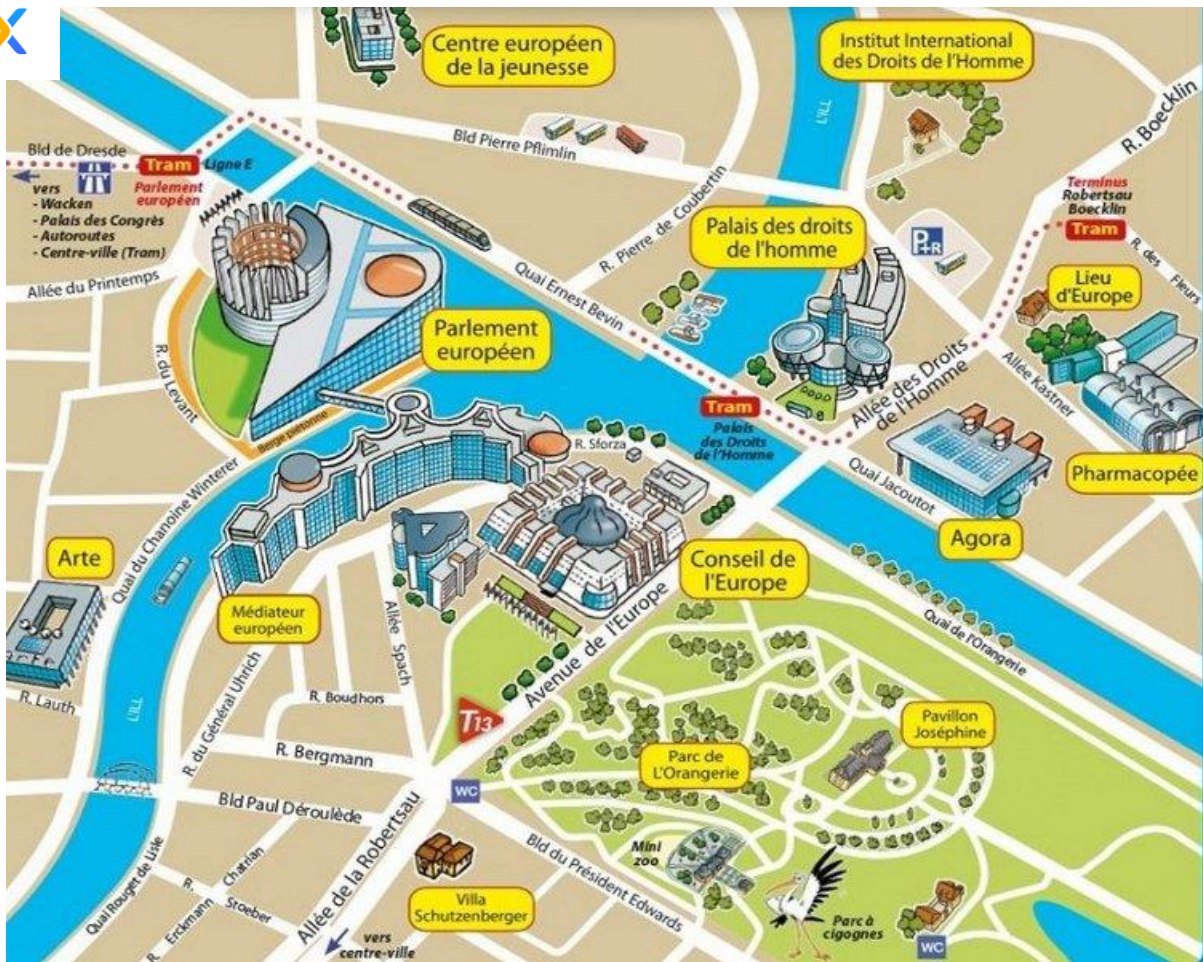 Centre européen
de la jeunesse
Institut International
des Droits de l'Homme
L'ILL
R. Boecklin
Bld Pierre Pflimlin
Bld de Dresde
Tram
Ligne E
Parlement
européen
vers
- Wacken
- Palais des Congrès
- Autoroutes
- Centre-ville (Tram)
Allée du Printemps
R. Pierre de Coubertin
Palais des droits
de l'homme
P+R
Terminus
Robertsau
Boecklin
Tram
R. des Fleurs
Lieu
d'Europe
Quai Ernest Bevin
Parlement
européen
R. du Levant
Berge piétonne
Allée des Droits
de l'Homme
Allée Kastner
Tram
Palais
des Droits
de l'Homme
R. Sforza
Quai Jacoutot
Pharmacopée
Agora
Quai du Chanoine Winterer
Arte
Conseil de
l'Europe
Médiateur
européen
Allée Spach
Avenue de l'Europe
Quai de l'Orangerie
R. Lauth
L'ILL
R. du Général Uhrich
R. Boudhors
T13
R. Bergmann
Pavillon
Joséphine
Parc de
L'Orangerie
WC
Bld Paul Déroulède
Allée de la Robertsau
Bld du Président Edwards
Mini
zoo
Quai Rouget de Lisle
R. Erckmann Chatrian
R. Stoeber
Villa
Schutzenberger
Parc à
cigognes
WC
vers
centre-ville